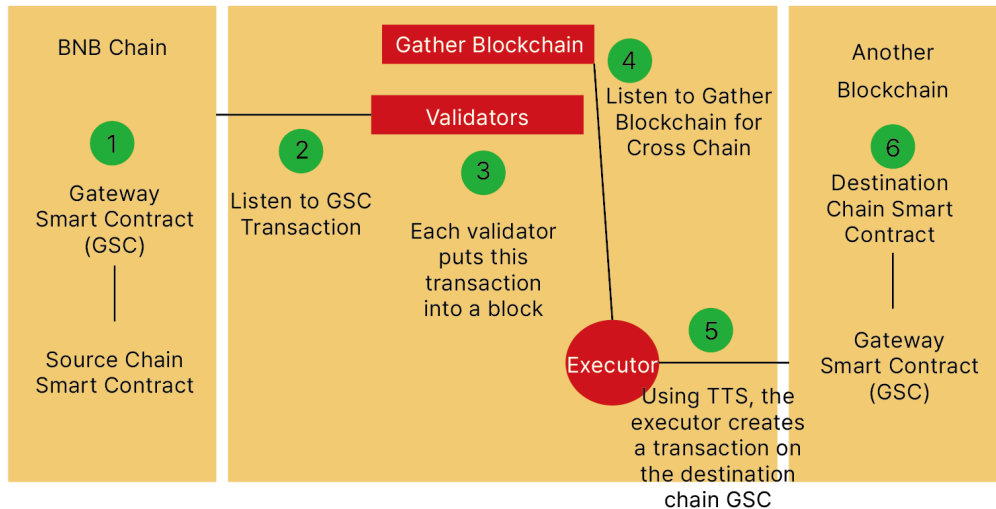 BNB Chain
1
Gateway
Smart Contract
(GSC)
Source Chain
Smart Contract
Gather Blockchain
Validators
2
Listen to GSC
Transaction
3
Each validator
puts this
transaction
into a block
4
Listen to Gather
Blockchain for
Cross Chain
Executor
5
Using TTS, the
executor creates
a transaction on
the destination
chain GSC
Another
Blockchain
6
Destination
Chain Smart
Contract
Gateway
Smart Contract
(GSC)